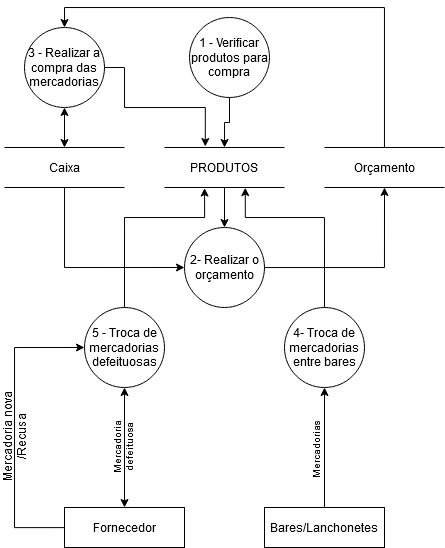 3 - Realizar a
compra das
mercadorias
1 - Verificar
produtos para
compra
Caixa
PRODUTOS
Orçamento
2- Realizar o
orçamento
5 - Troca de
mercadorias
defeituosas
4- Troca de
mercadorias
entre bares
Mercadoria nova
/Recusa
Mercadoria
defeituosa
Mercadorias
Fornecedor
Bares/Lanchonetes